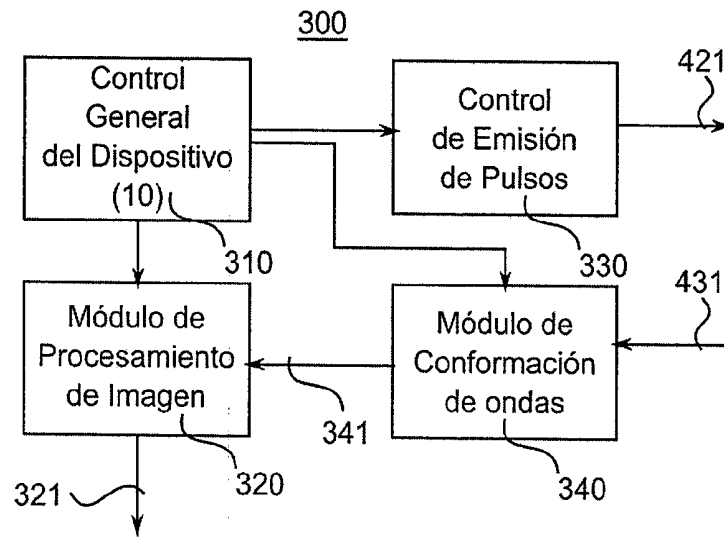 300
Control
General
del Dispositivo
(10)
310
Control
de Emisión
de Pulsos
330
421
Módulo de
Procesamiento
de Imagen
320
321
341
Módulo de
Conformación
de ondas
340
431